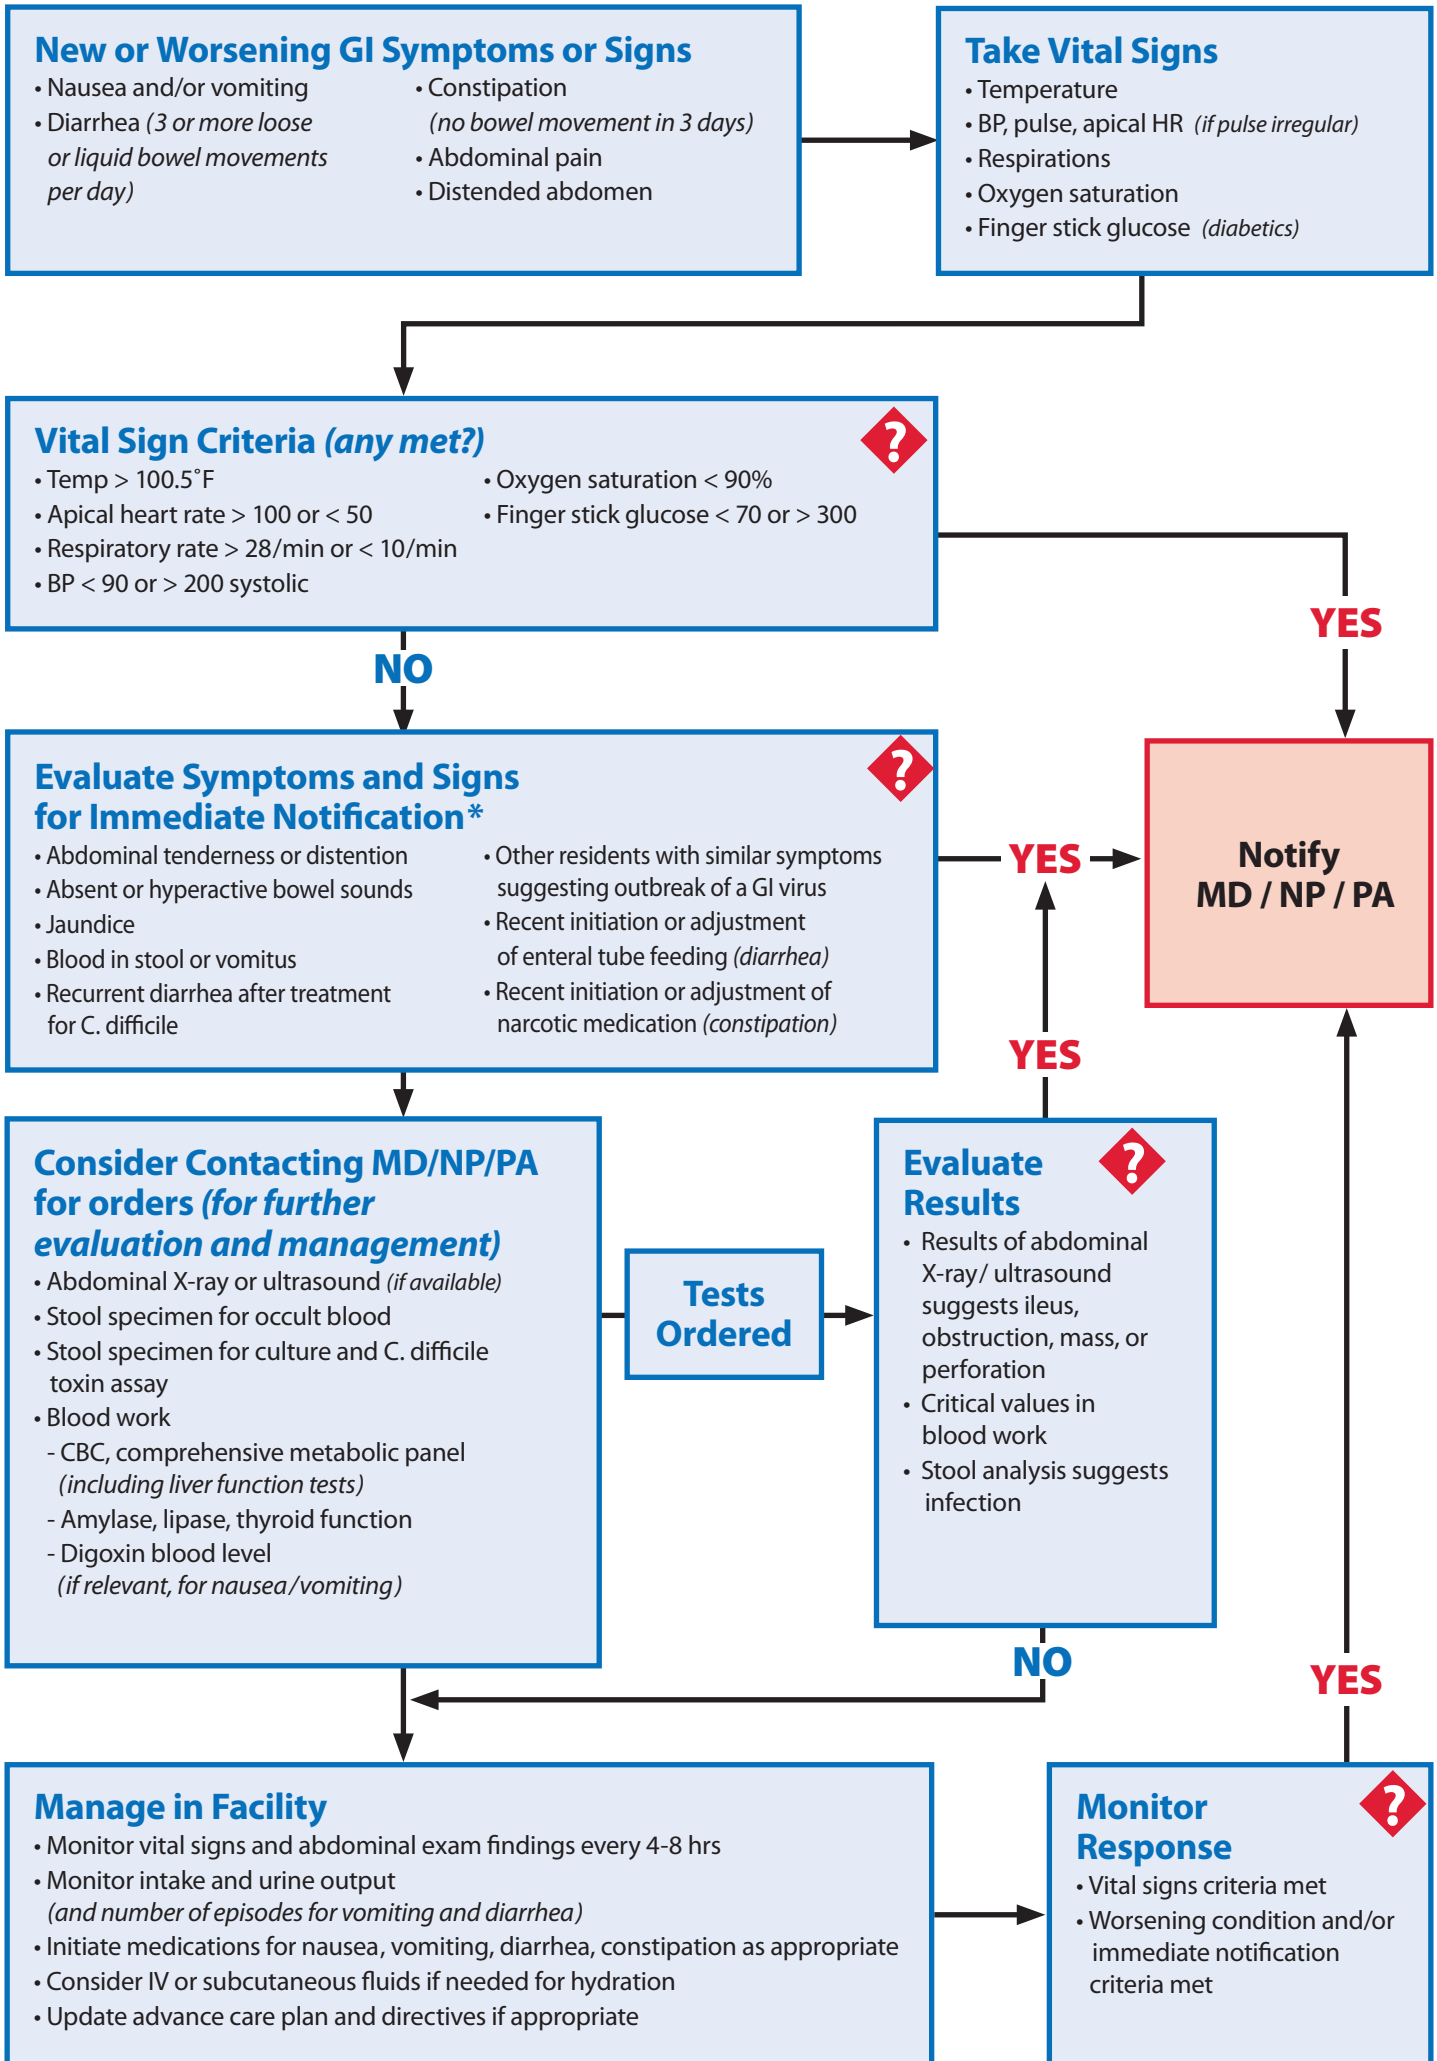 New or Worsening GI Symptoms or Signs
• Nausea and/or vomiting
• Diarrhea (3 or more loose
or liquid bowel movements
per day)
• Constipation
(no bowel movement in 3 days)
• Abdominal pain
• Distended abdomen
Take Vital Signs
• Temperature
• BP, pulse, apical HR (if pulse irregular)
• Respirations
• Oxygen saturation
• Finger stick glucose (diabetics)
Vital Sign Criteria (any met?)
?
• Temp > 100.5˚F
• Apical heart rate > 100 or < 50
• Respiratory rate > 28/min or < 10/min
• BP < 90 or > 200 systolic
• Oxygen saturation < 90%
• Finger stick glucose < 70 or > 300
YES
NO
Evaluate Symptoms and Signs
for Immediate Notification*
?
• Abdominal tenderness or distention
• Absent or hyperactive bowel sounds
• Jaundice
• Blood in stool or vomitus
• Recurrent diarrhea after treatment
for C. difficile
• Other residents with similar symptoms
suggesting outbreak of a GI virus
• Recent initiation or adjustment
of enteral tube feeding (diarrhea)
• Recent initiation or adjustment of
narcotic medication (constipation)
YES
Notify
MD / NP / PA
YES
Consider Contacting MD/NP/PA
for orders (for further
evaluation and management)
• Abdominal X-ray or ultrasound (if available)
• Stool specimen for occult blood
• Stool specimen for culture and C. difficile
toxin assay
• Blood work
- CBC, comprehensive metabolic panel
(including liver function tests)
- Amylase, lipase, thyroid function
- Digoxin blood level
(if relevant, for nausea/vomiting)
Tests
Ordered
Evaluate
Results
?
• Results of abdominal
X-ray/ ultrasound
suggests ileus,
obstruction, mass, or
perforation
• Critical values in
blood work
• Stool analysis suggests
infection
NO
YES
Manage in Facility
• Monitor vital signs and abdominal exam findings every 4-8 hrs
• Monitor intake and urine output
(and number of episodes for vomiting and diarrhea)
• Initiate medications for nausea, vomiting, diarrhea, constipation as appropriate
• Consider IV or subcutaneous fluids if needed for hydration
• Update advance care plan and directives if appropriate
Monitor
Response
?
• Vital signs criteria met
• Worsening condition and/or
immediate notification
criteria met